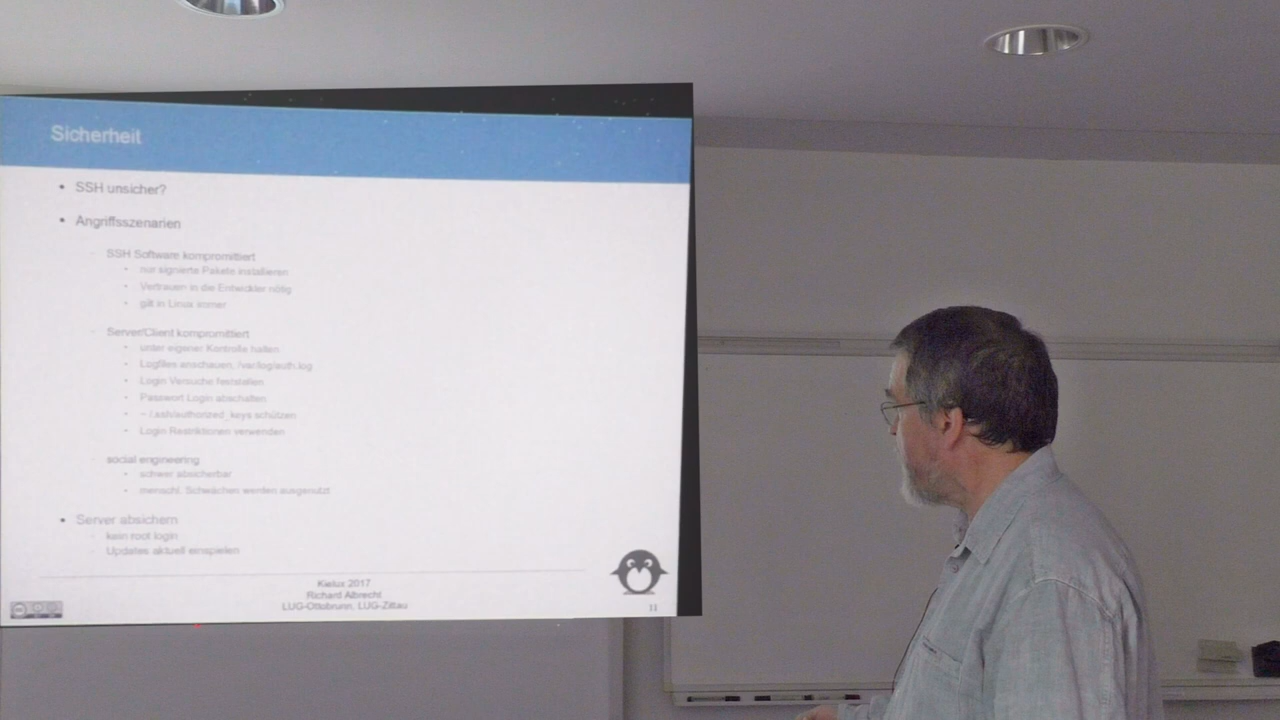 Sicherheit
• SSH unsicher?
• Angriffsszenarien
- SSH Software kompromittiert
• nur signierte Pakete installieren
• Vertrauen in die Entwickler nötig
• gilt in Linux immer
- Server/Client kompromittiert
• unter eigener Kontrolle halten
• Logfiles anschauen, /var/log/auth.log
• Login Versuche feststellen
• Passwort Login abschalten
• ~/.ssh/authorized_keys schützen
• Login Restriktionen verwenden
- social engineering
• schwer absicherbar
• menschl. Schwächen werden ausgenutzt
• Server absichern
- kein root login
- Updates aktuell einspielen
Kielux 2017
Richard Albrecht
LUG-Ottobrunn, LUG-Zittau
11